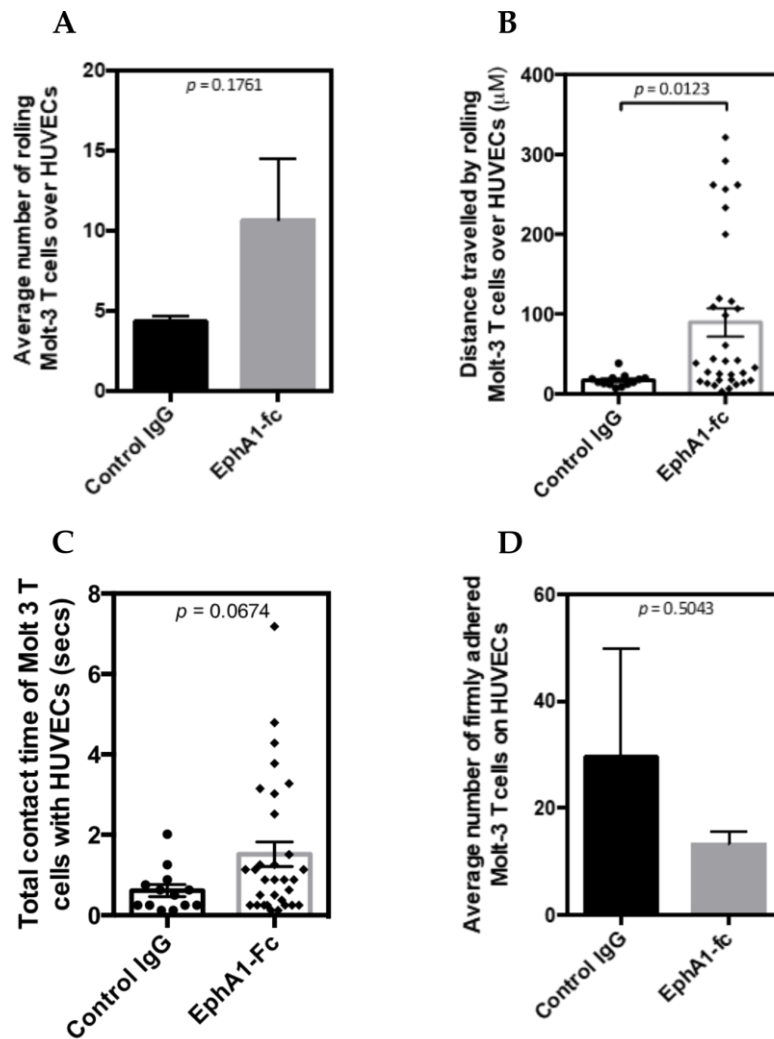 A
Average number of rolling
Molt-3 T cells over HUVECs
20
15
10
5
0
p = 0.1761
Control IgG
EphA1-fc
B
Distance travelled by rolling
Molt-3 T cells over HUVECs (μM)
400
300
200
100
0
p = 0.0123
Control IgG
EphA1-fc
C
Total contact time of Molt 3 T
cells with HUVECs (secs)
8
6
4
2
0
p = 0.0674
Control IgG
EphA1-Fc
D
Average number of firmly adhered
Molt-3 T cells on HUVECs
60
40
20
0
p = 0.5043
Control IgG
EphA1-fc